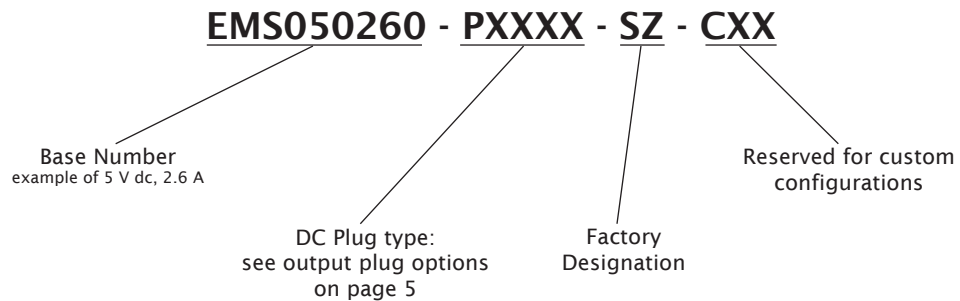 EMS050260 - PXXXX - SZ - CXX
Base Number
example of 5 V dc, 2.6 A
Reserved for custom
configurations
DC Plug type:
see output plug options
on page 5
Factory
Designation